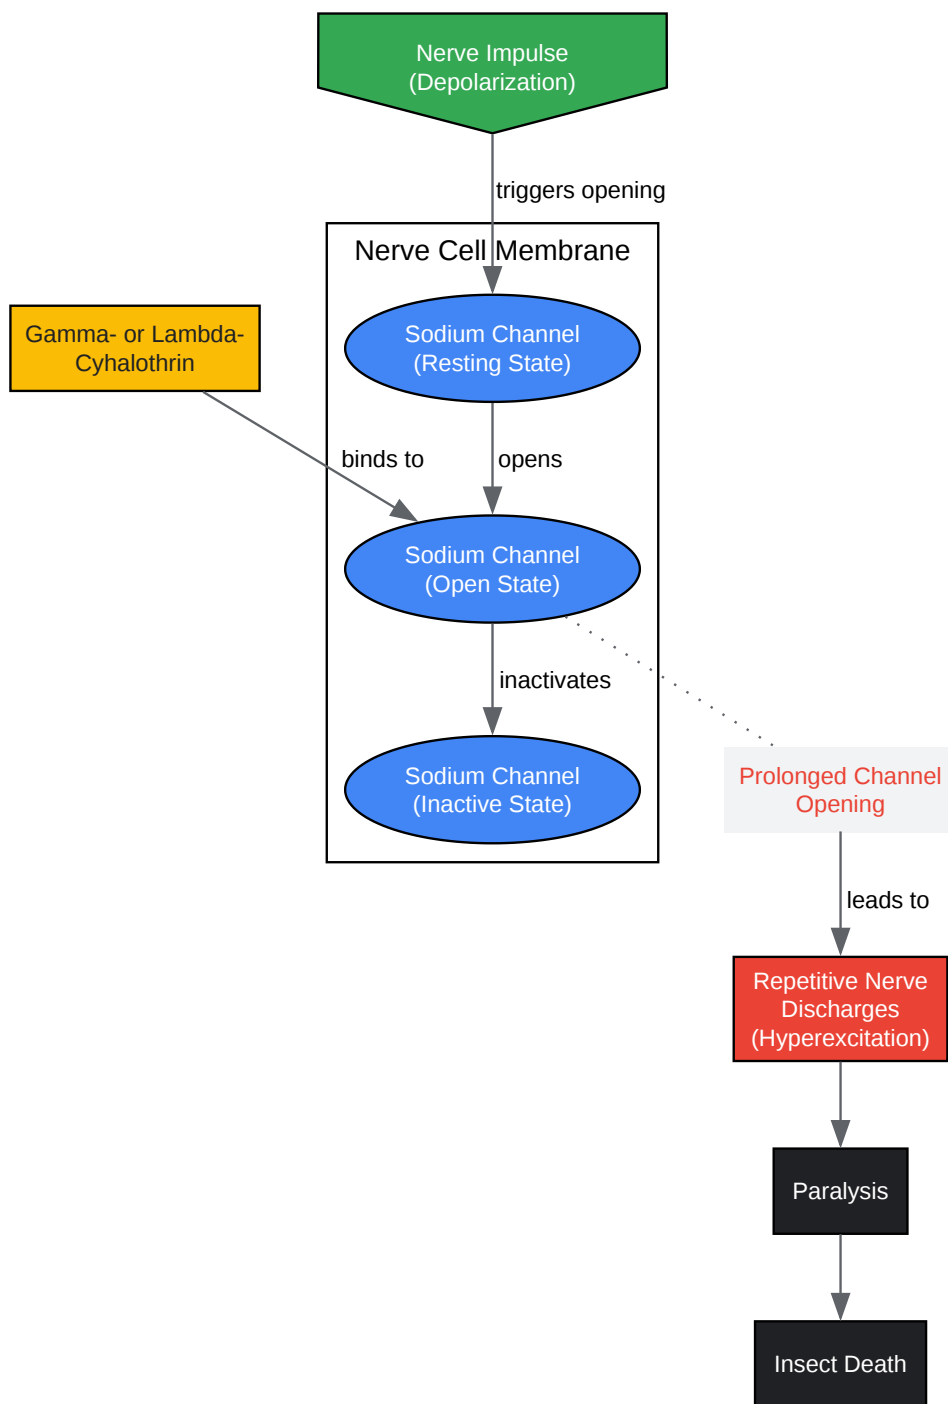 Nerve Impulse
(Depolarization)
triggers opening
Nerve Cell Membrane
Gamma- or Lambda-
Cyhalothrin
Sodium Channel
(Resting State)
binds to
opens
Sodium Channel
(Open State)
inactivates
Sodium Channel
(Inactive State)
Prolonged Channel
Opening
leads to
Repetitive Nerve
Discharges
(Hyperexcitation)
Paralysis
Insect Death